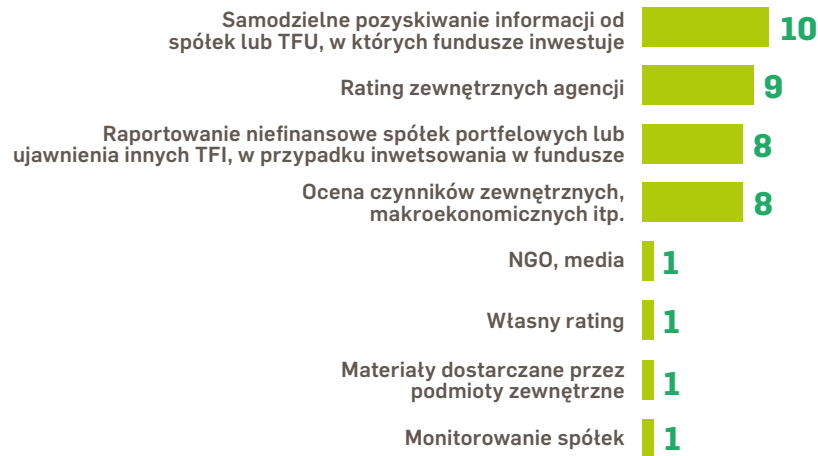 Samodzielne pozyskiwanie informacji od
spółek lub TFU, w których fundusze inwestuje
10
Rating zewnętrznych agencji
9
Raportowanie niefinansowe spółek portfelowych lub
ujawnienia innych TFI, w przypadku inwetsowania w fundusze
8
Ocena czynników zewnętrznych,
makroekonomicznych itp.
8
NGO, media
1
Własny rating
1
Materiały dostarczane przez
podmioty zewnętrzne
1
Monitorowanie spółek
1